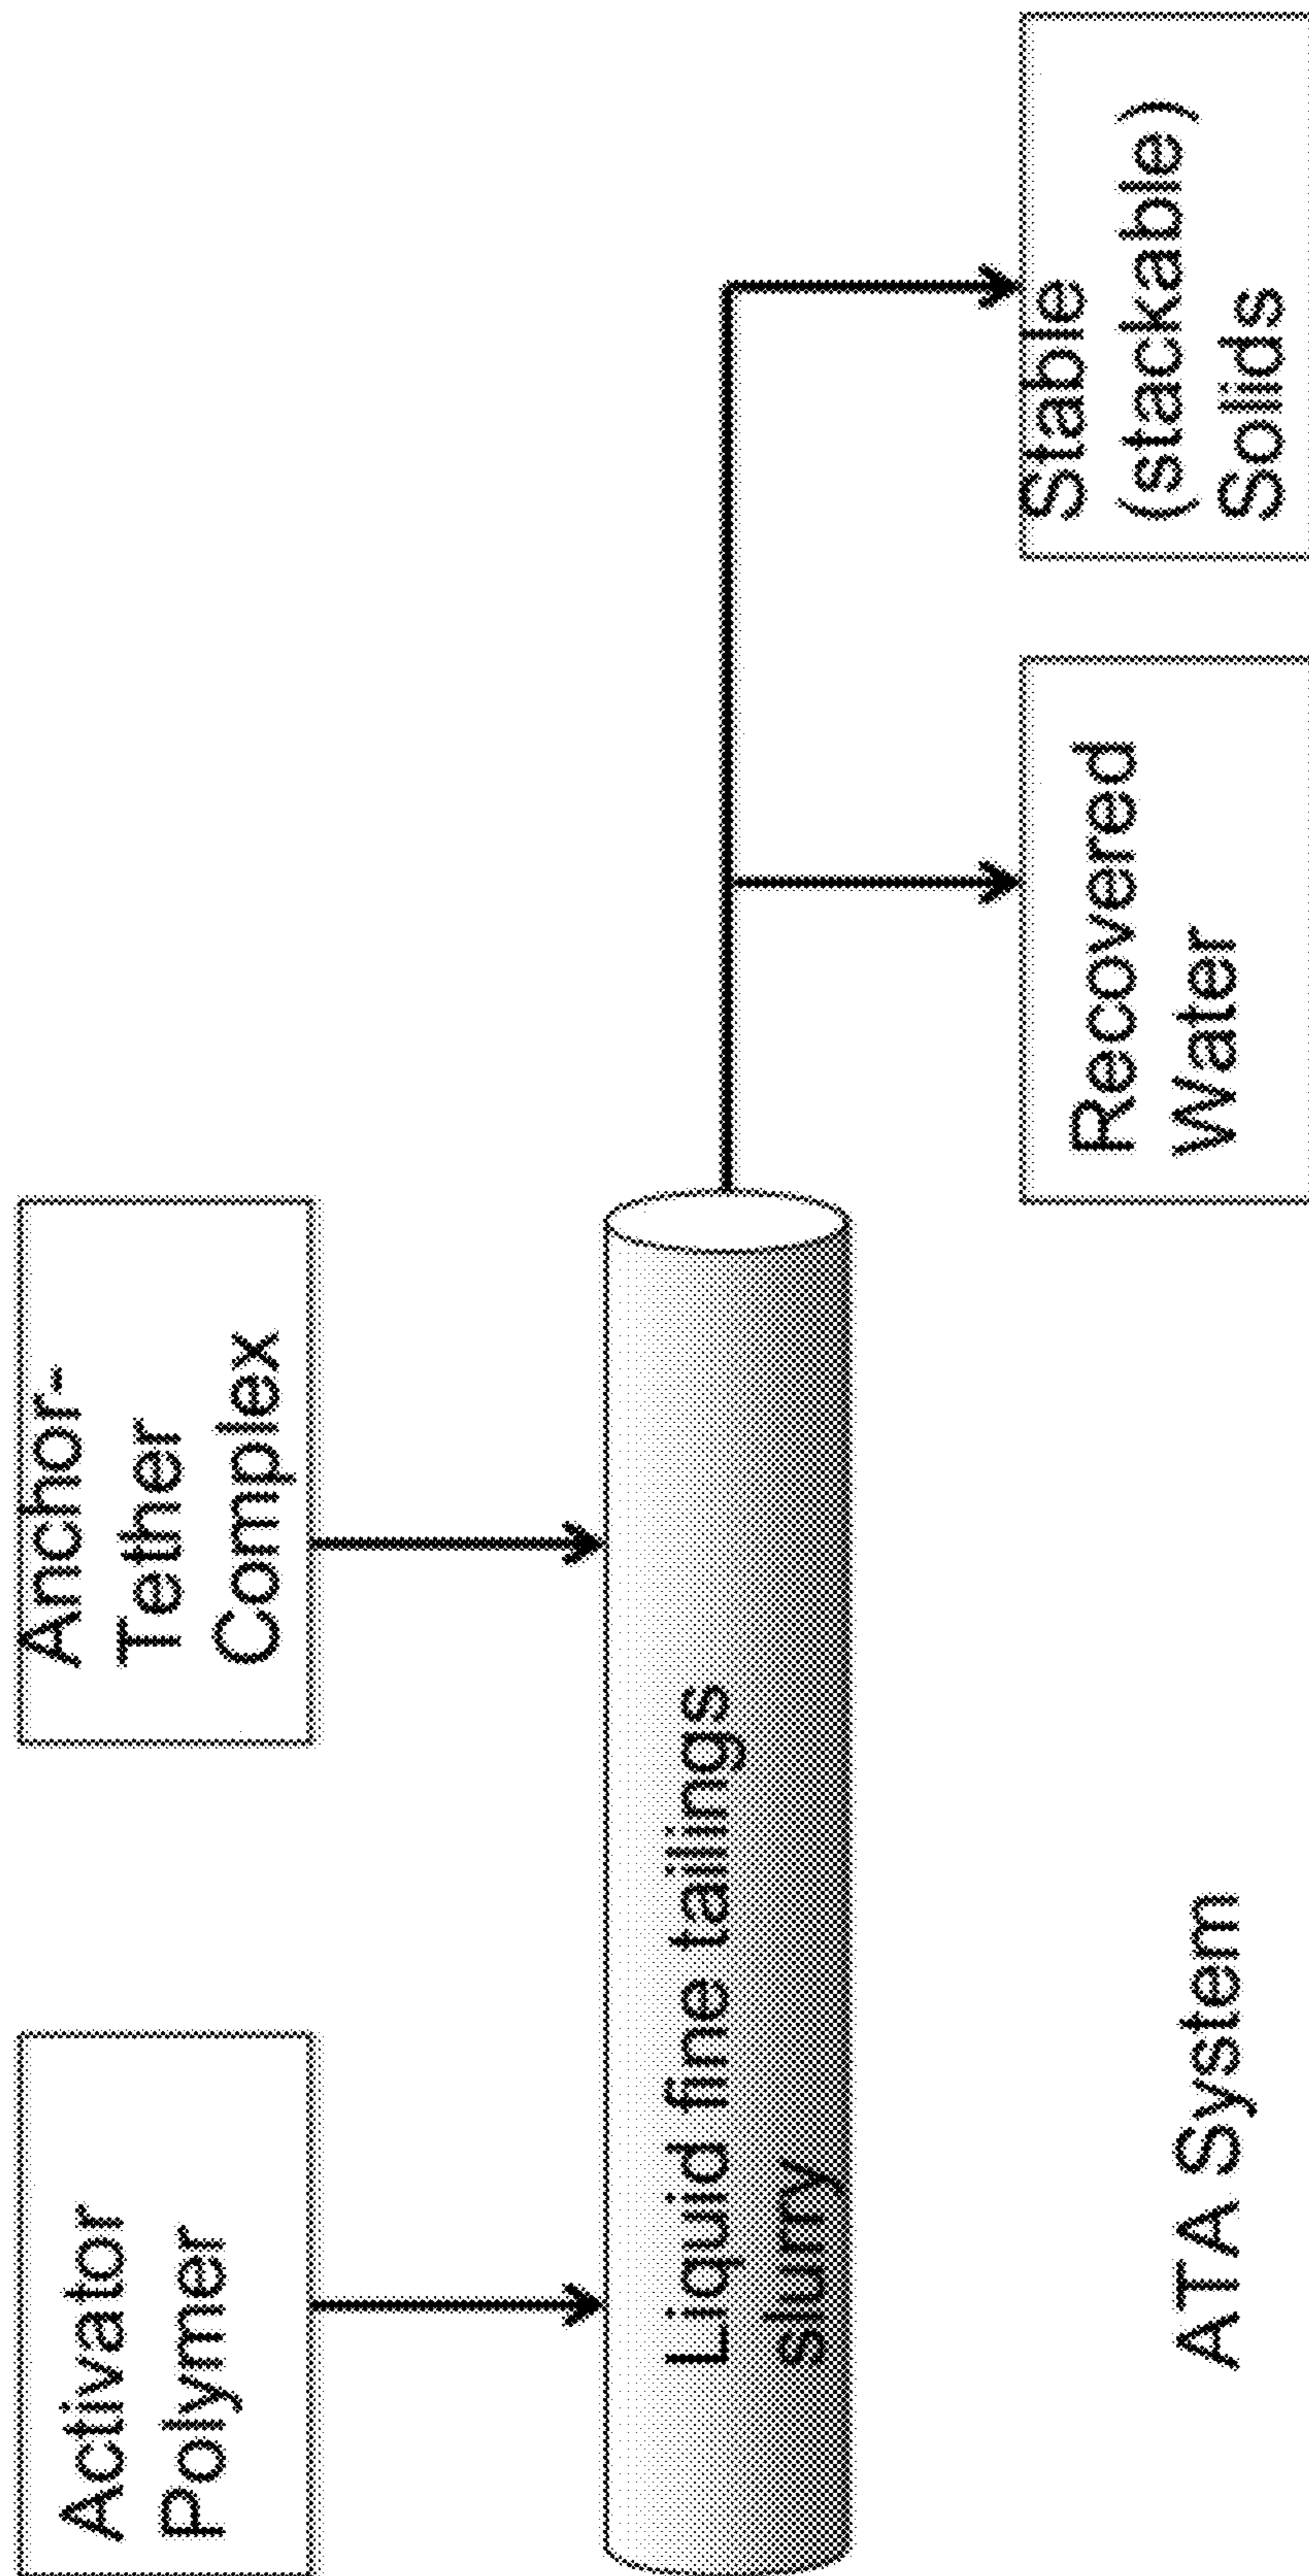 Activator
Polymer
Anchor-
Tether
Complex
Liquid fine tailings
slurry
Recovered
Water
Stable
(stackable)
Solids
ATA System